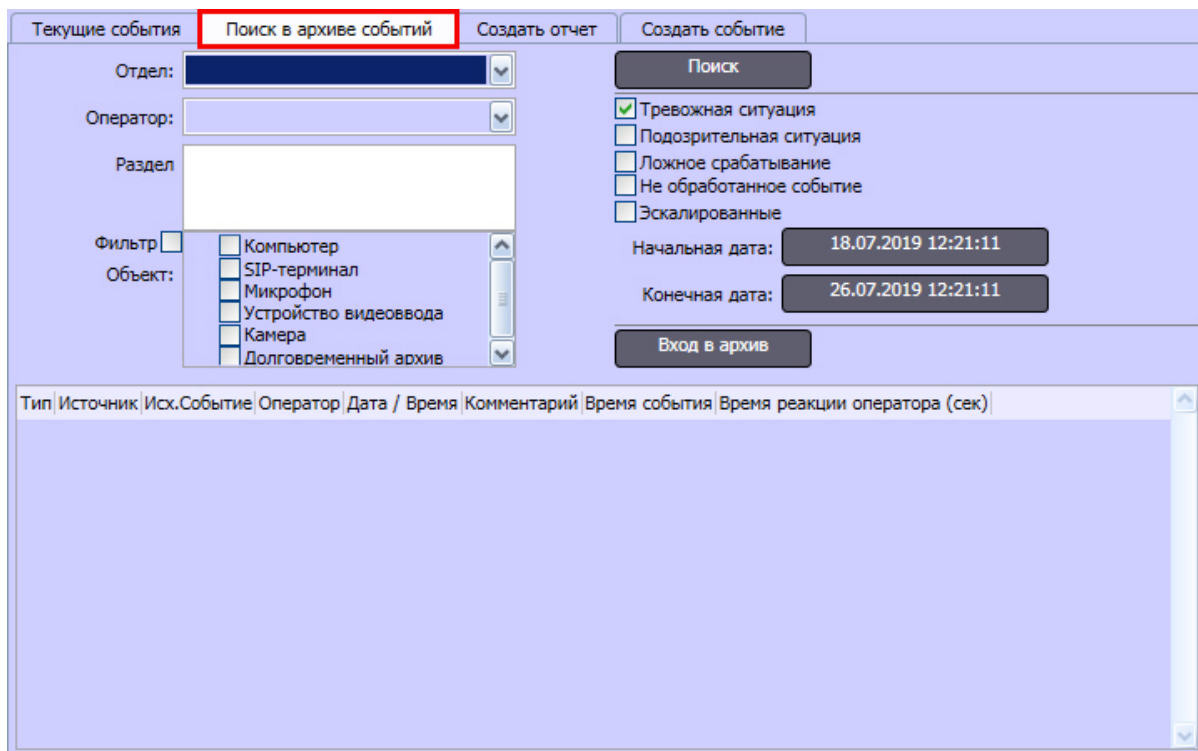 Текущие события Поиск в архиве событий Создать отчет Создать событие
Отдел:
Оператор:
Раздел
Фильтр
Объект:
Компьютер
SIP-терминал
Микрофон
Устройство видеоввода
Камера
Долговременный архив
Поиск
Тревожная ситуация
Подозрительная ситуация
Ложное срабатывание
Не обработанное событие
Эскалированные
Начальная дата: 18.07.2019 12:21:11
Конечная дата: 26.07.2019 12:21:11
Вход в архив
Тип Источник Исх.Событие Оператор Дата / Время Комментарий Время события Время реакции оператора (сек)